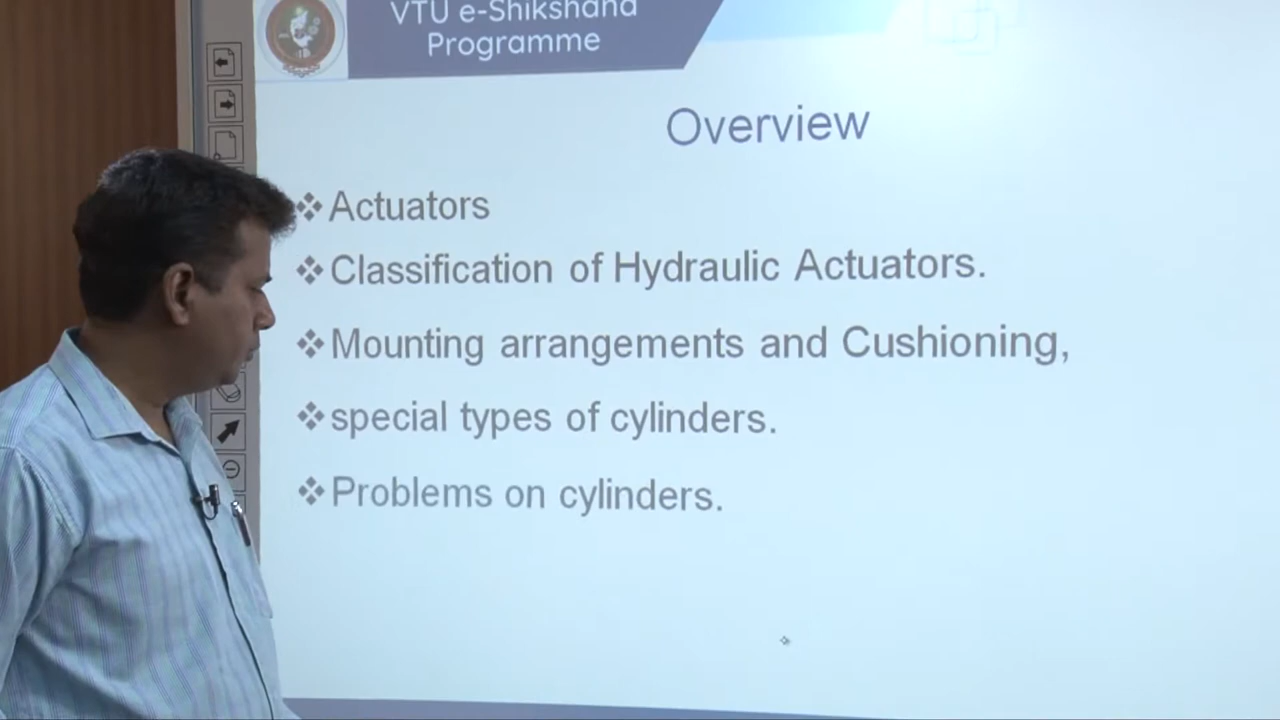 VTU e-Shikshana
Programme
Overview
❖Actuators
❖Classification of Hydraulic Actuators.
❖Mounting arrangements and Cushioning,
❖special types of cylinders.
❖Problems on cylinders.